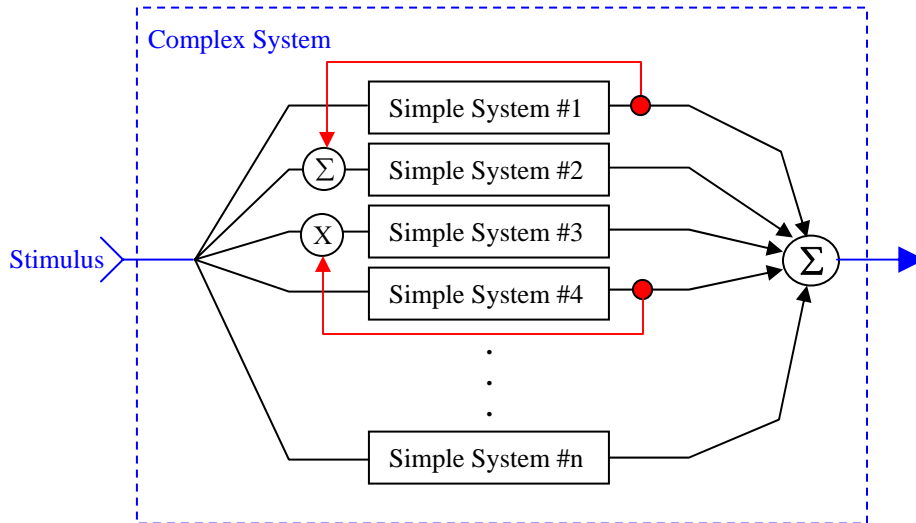 Complex System
Simple System #1
Σ
Simple System #2
X
Simple System #3
Stimulus
Σ
Simple System #4
.
.
.
Simple System #n